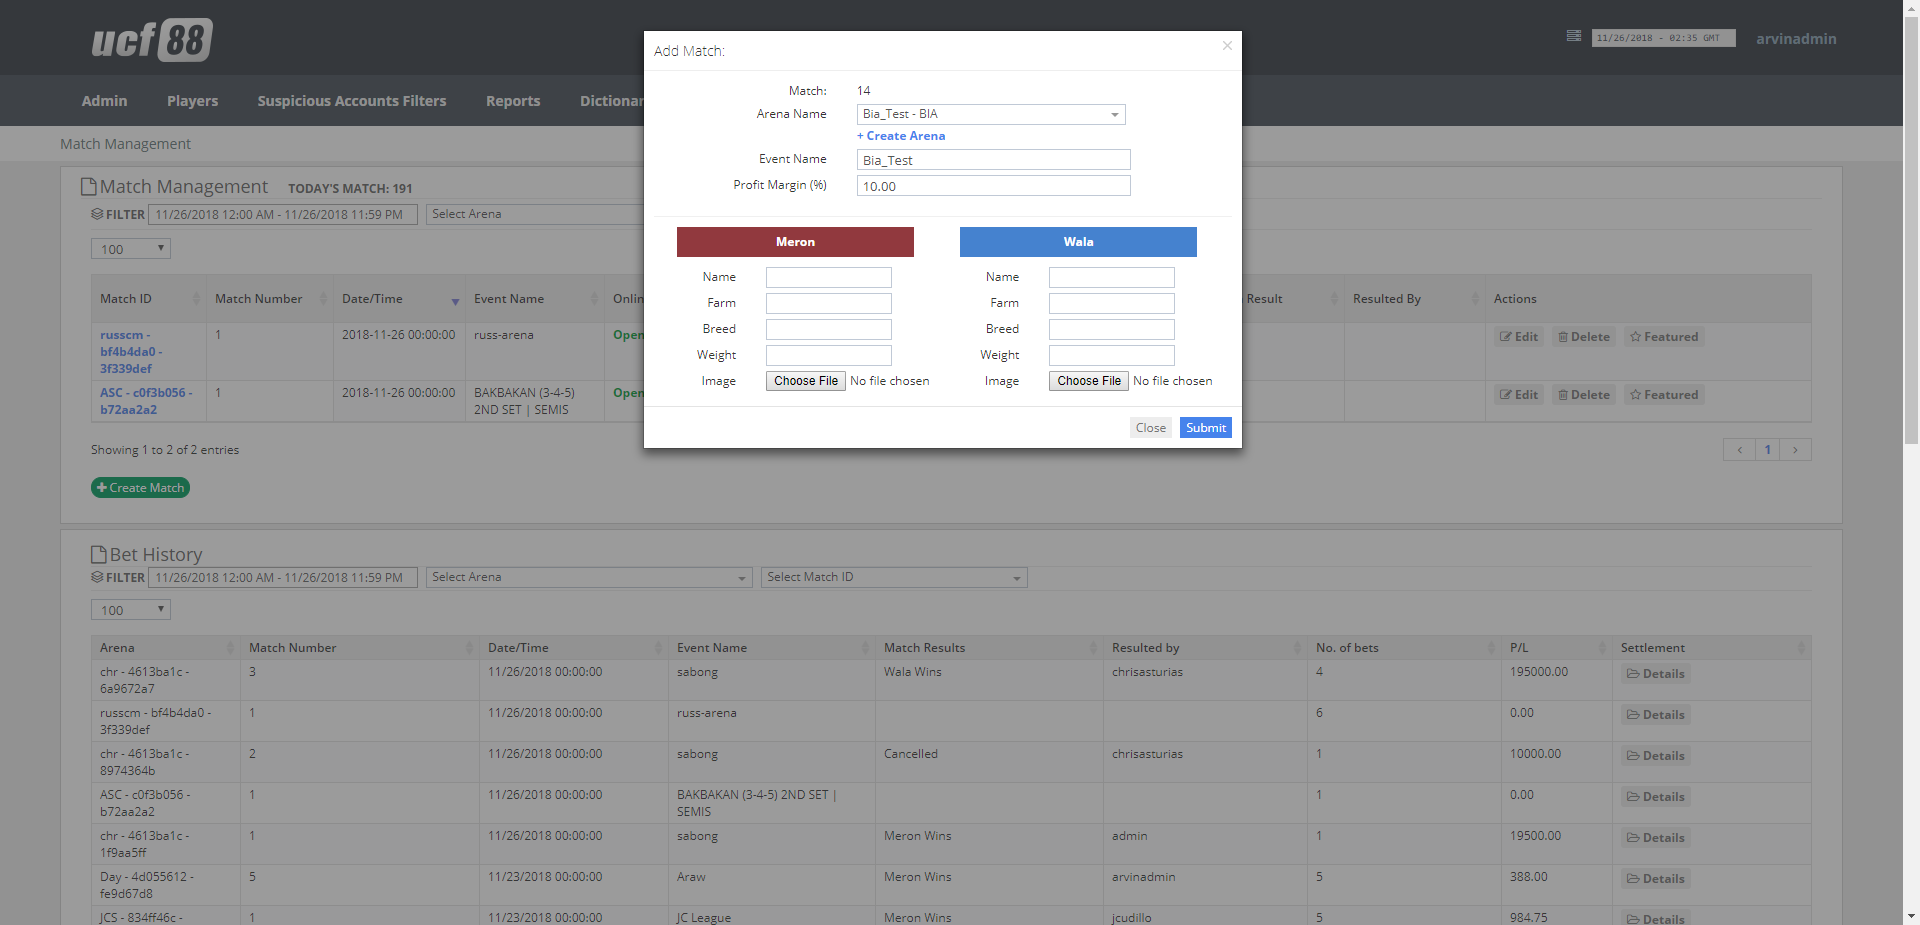 ucf 88
11/26/2018 - 02:35 GMT
arvinadmin
Admin Players Suspicious Accounts Filters Reports Dictionar
Match Management
Match Management TODAY'S MATCH: 191
FILTER 11/26/2018 12:00 AM - 11/26/2018 11:59 PM Select Arena
100
Match ID Match Number Date/Time Event Name Onlin Result Resulted By Actions
russcm - bf4b4da0 - 3f339def 1 2018-11-26 00:00:00 russ-arena Open Edit Delete Featured
ASC - c0f3b056 - b72aa2a2 1 2018-11-26 00:00:00 BAKBAKAN (3-4-5) 2ND SET | SEMIS Open Edit Delete Featured
Showing 1 to 2 of 2 entries
‹ 1 ›
+ Create Match
Add Match: ×
Match: 14
Arena Name Bia_Test - BIA
+ Create Arena
Event Name Bia_Test
Profit Margin (%) 10.00
Meron Wala
Name Name
Farm Farm
Breed Breed
Weight Weight
Image Choose File No file chosen Image Choose File No file chosen
Close Submit
Bet History
FILTER 11/26/2018 12:00 AM - 11/26/2018 11:59 PM Select Arena Select Match ID
100
Arena Match Number Date/Time Event Name Match Results Resulted by No. of bets P/L Settlement
chr - 4613ba1c - 6a9672a7 3 11/26/2018 00:00:00 sabong Wala Wins chrisasturias 4 195000.00 Details
russcm - bf4b4da0 - 3f339def 1 11/26/2018 00:00:00 russ-arena 6 0.00 Details
chr - 4613ba1c - 8974364b 2 11/26/2018 00:00:00 sabong Cancelled chrisasturias 1 10000.00 Details
ASC - c0f3b056 - b72aa2a2 1 11/26/2018 00:00:00 BAKBAKAN (3-4-5) 2ND SET | SEMIS 1 0.00 Details
chr - 4613ba1c - 1f9aa5ff 1 11/26/2018 00:00:00 sabong Meron Wins admin 1 19500.00 Details
Day - 4d055612 - fe9d67d8 5 11/23/2018 00:00:00 Araw Meron Wins arvinadmin 5 388.00 Details
JCS - 834ff46c - 1 11/23/2018 00:00:00 JC League Meron Wins jcudillo 5 984.75 Details